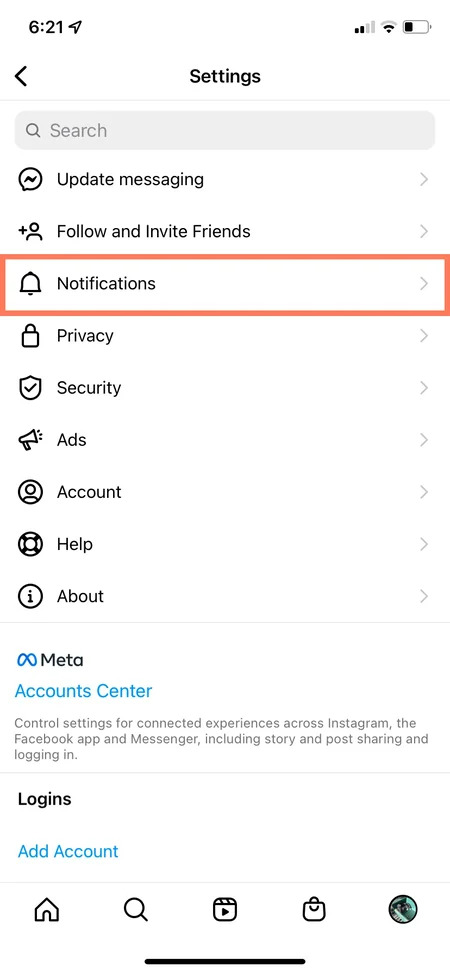 6:21
Settings
Search
Update messaging
Follow and Invite Friends
Notifications
Privacy
Security
Ads
Account
Help
About
Meta
Accounts Center
Control settings for connected experiences across Instagram, the
Facebook app and Messenger, including story and post sharing and
logging in.
Logins
Add Account